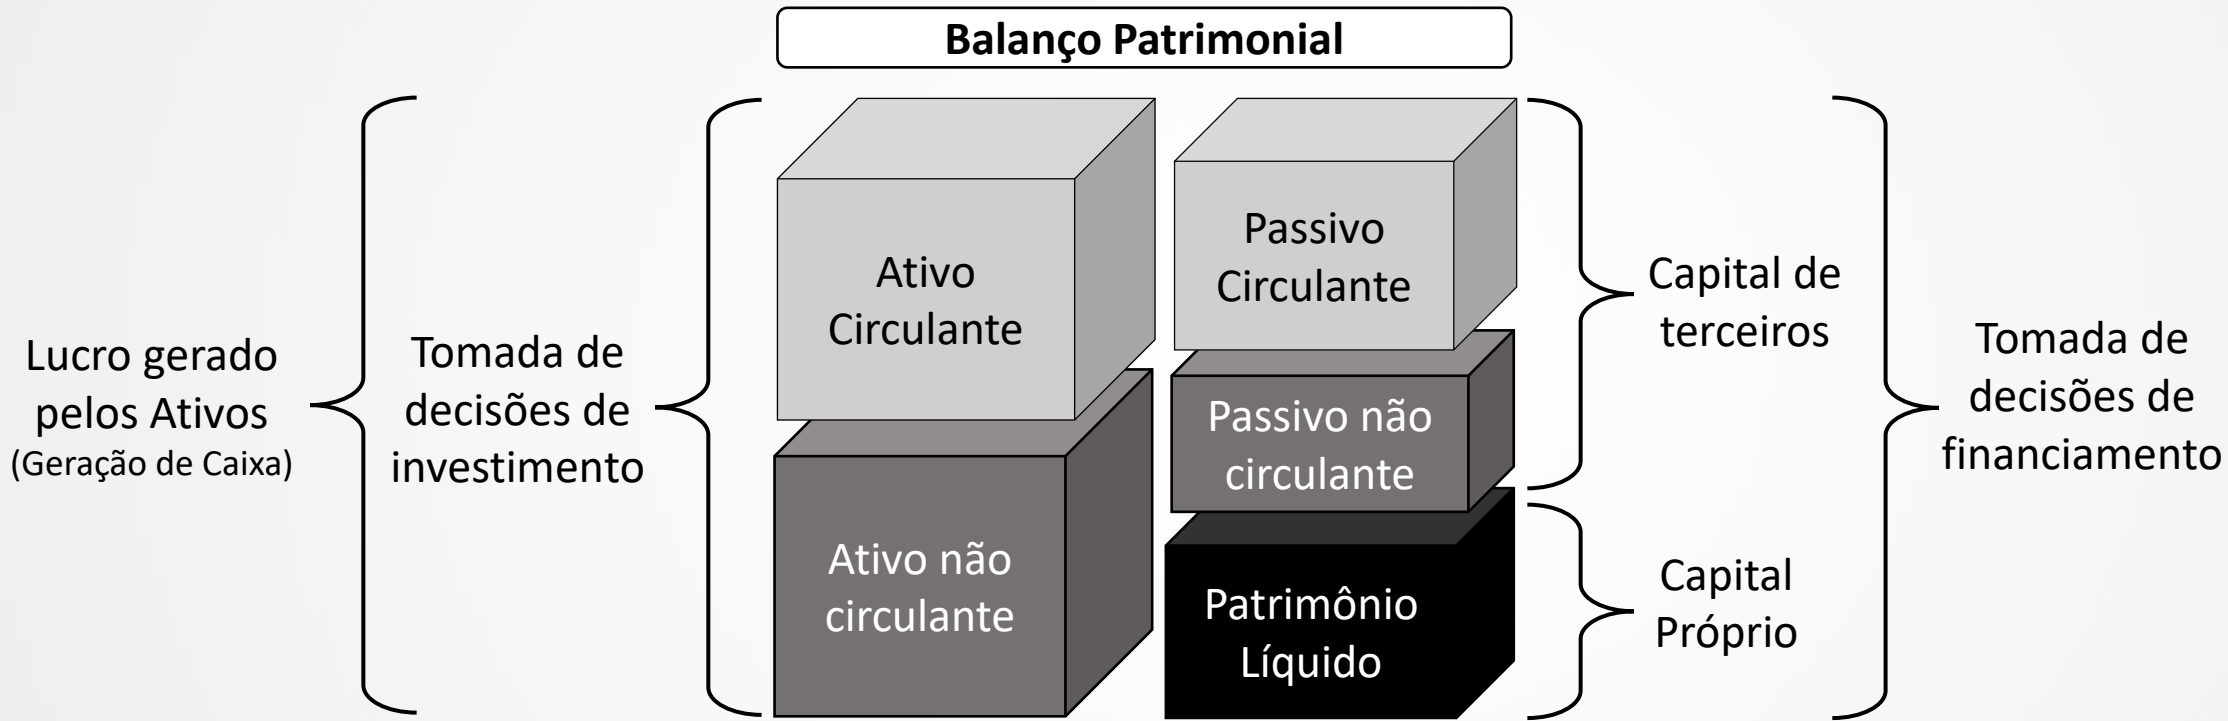 Balanço Patrimonial
Lucro gerado
pelos Ativos
(Geração de Caixa)
Tomada de
decisões de
investimento
Ativo
Circulante
Ativo não
circulante
Passivo
Circulante
Passivo não
circulante
Patrimônio
Líquido
Capital de
terceiros
Capital
Próprio
Tomada de
decisões de
financiamento